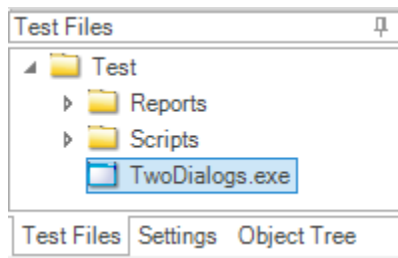 Test Files
Test
Reports
Scripts
TwoDialogs.exe
Test Files Settings Object Tree